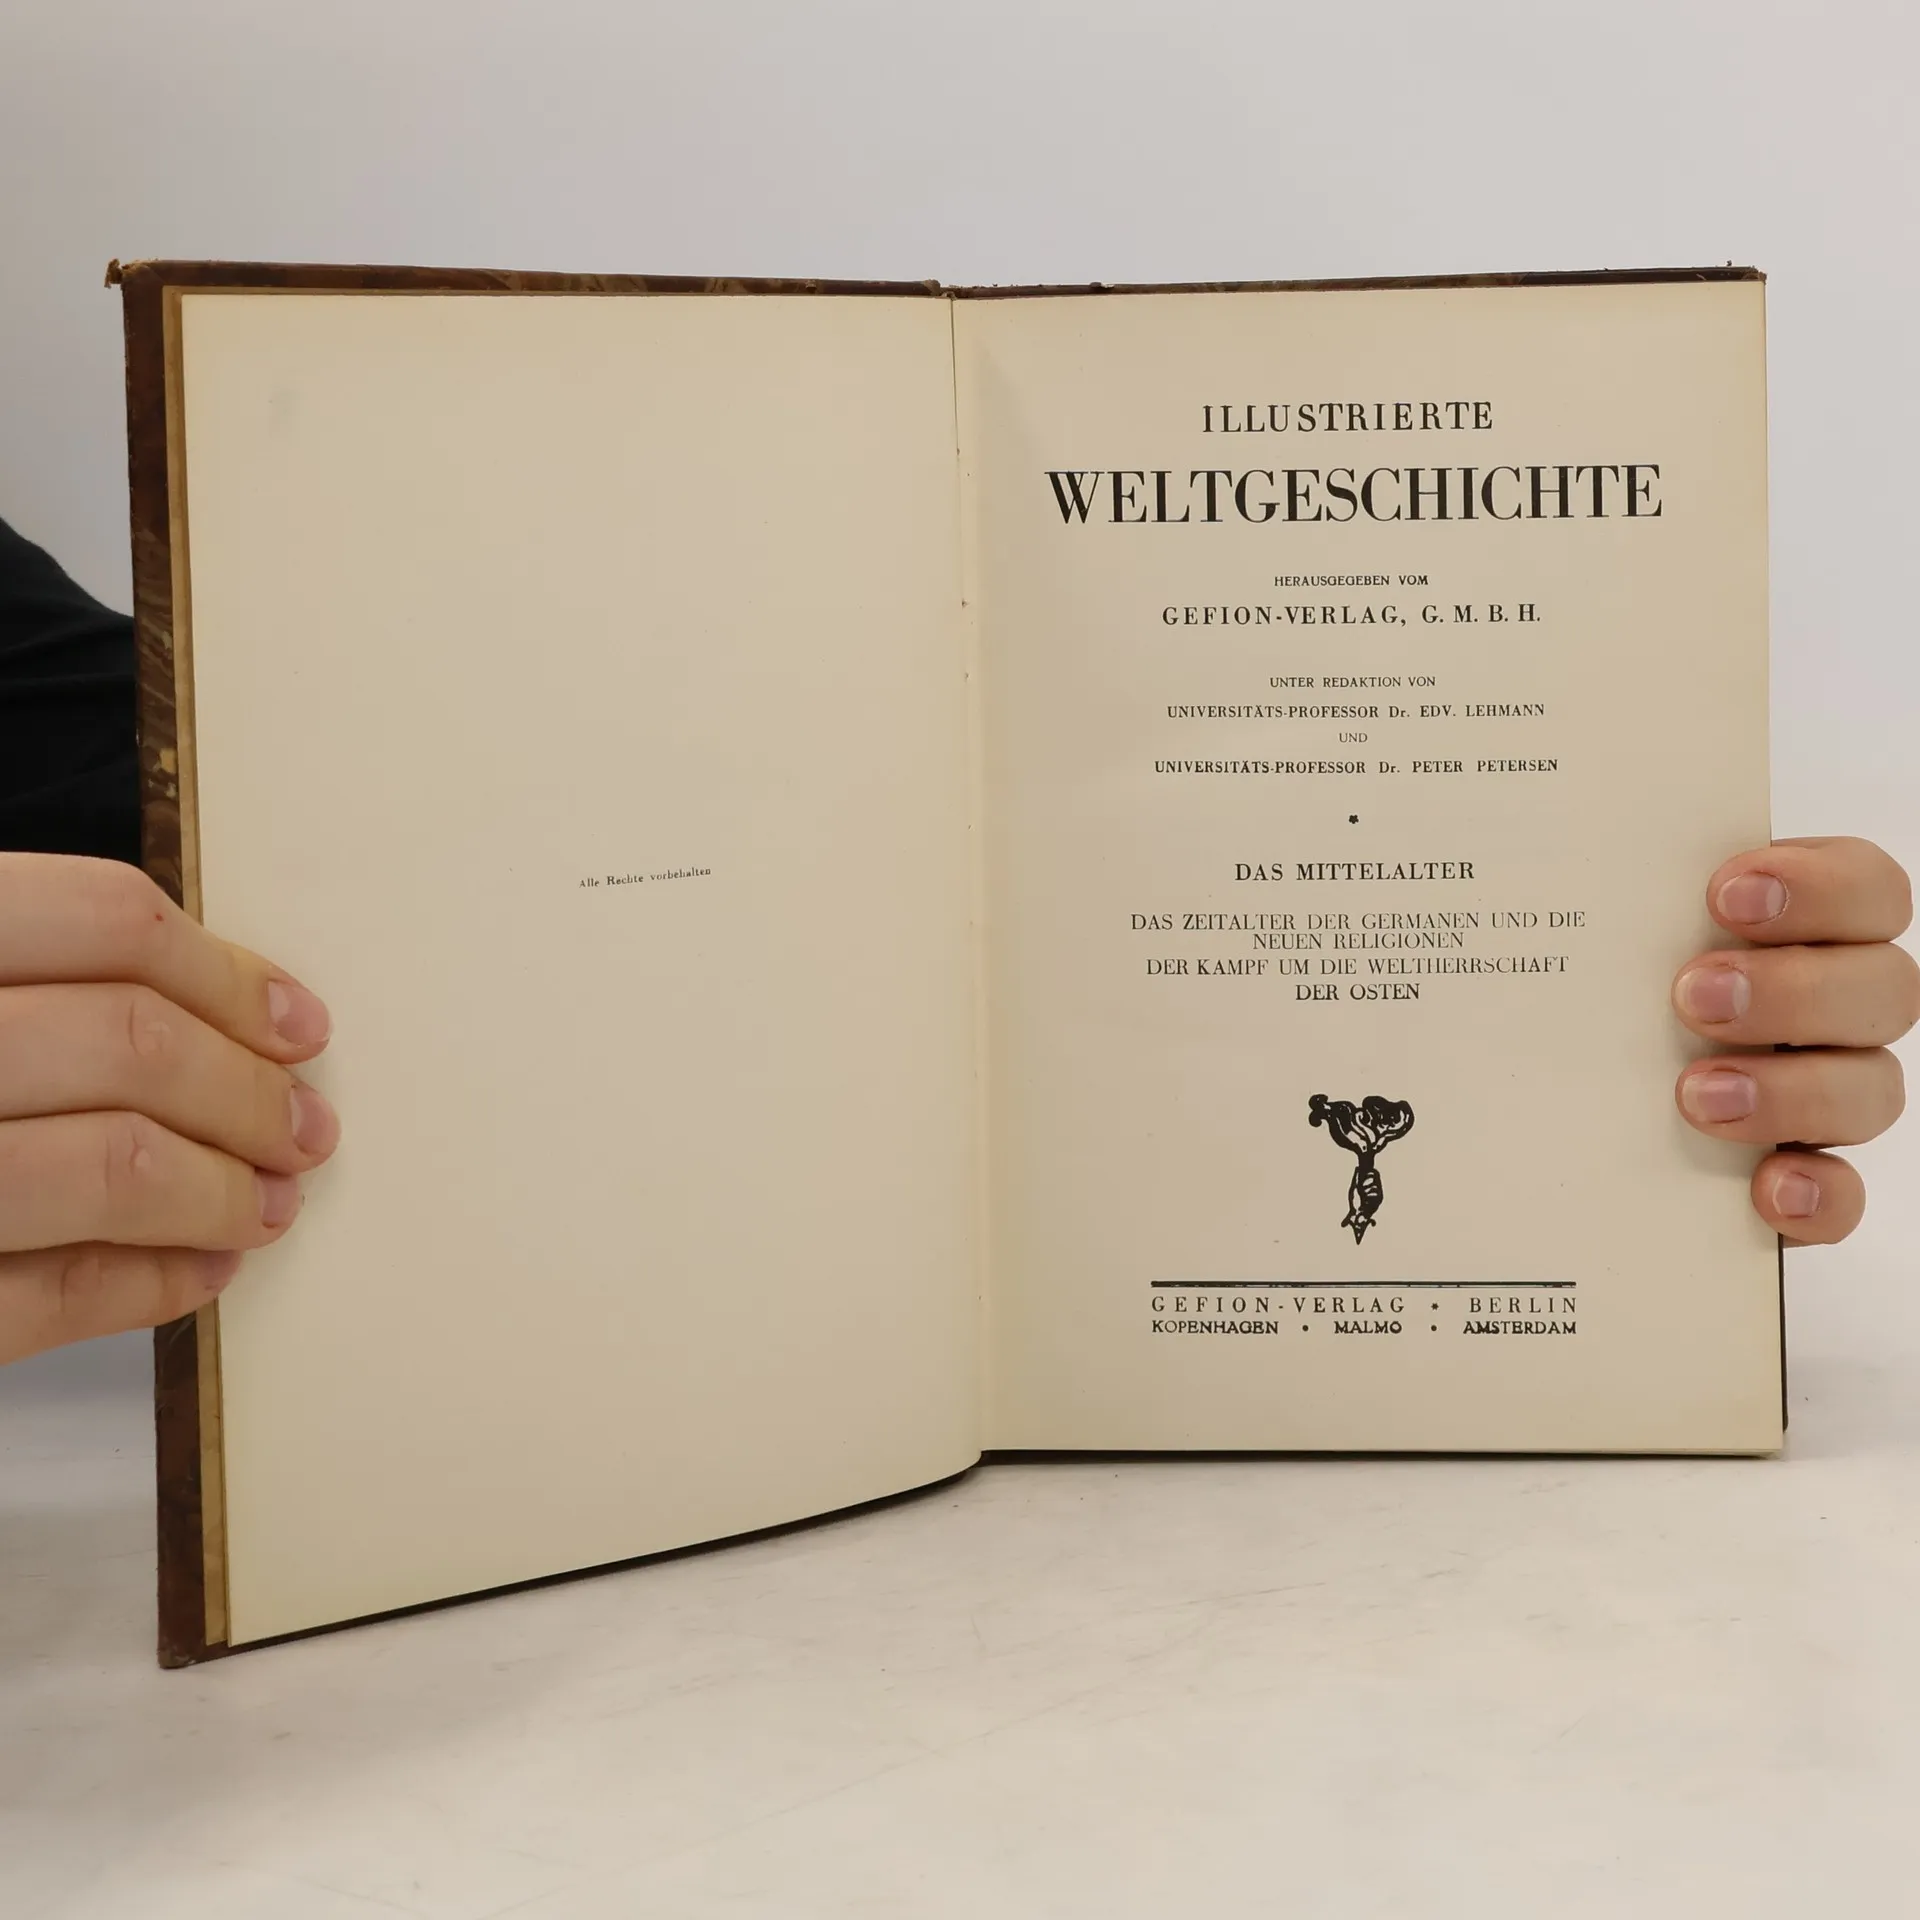 Alle Rechte vorbehalten
ILLUSTRIERTE
WELTGESCHICHTE
HERAUSGEGEBEN VOM
GEFION-VERLAG, G. M. B. H.
UNTER REDAKTION VON
UNIVERSITÄTS-PROFESSOR Dr. EDV. LEHMANN
UND
UNIVERSITÄTS-PROFESSOR Dr. PETER PETERSEN
DAS MITTELALTER
DAS ZEITALTER DER GERMANEN UND DIE
NEUEN RELIGIONEN
DER KAMPF UM DIE WELTHERRSCHAFT
DER OSTEN
GEFION-VERLAG * BERLIN
KOPENHAGEN • MALMO • AMSTERDAM